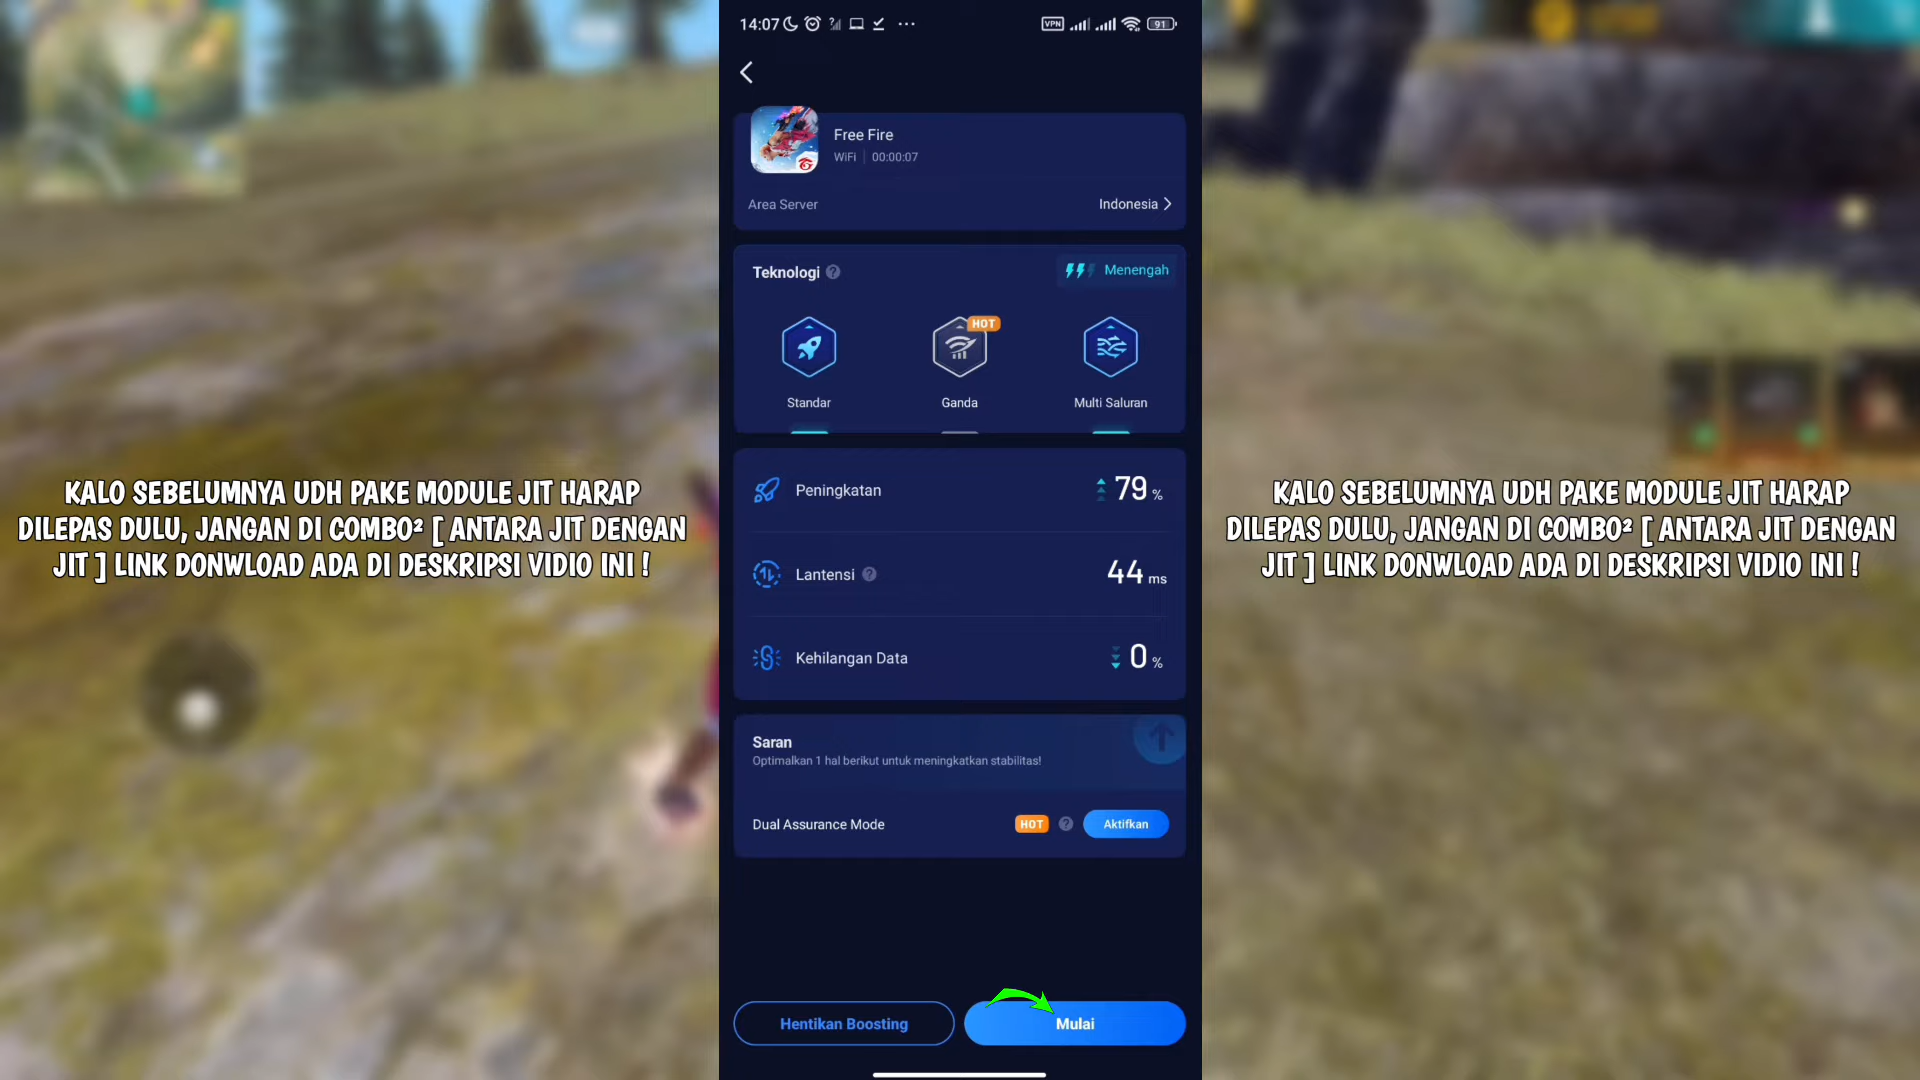 14:07
VPN
91
Free Fire
WiFi 00:00:07
Area Server
Indonesia
Teknologi ?
Menengah
HOT
Standar
Ganda
Multi Saluran
Peningkatan
79 %
Lantensi ?
44 ms
Kehilangan Data
0 %
Saran
Optimalkan 1 hal berikut untuk meningkatkan stabilitas!
Dual Assurance Mode
HOT
?
Aktifkan
Hentikan Boosting
Mulai
KALO SEBELUMNYA UDH PAKE MODULE JIT HARAP
DILEPAS DULU, JANGAN DI COMBO² [ ANTARA JIT DENGAN
JIT ] LINK DONWLOAD ADA DI DESKRIPSI VIDIO INI !
KALO SEBELUMNYA UDH PAKE MODULE JIT HARAP
DILEPAS DULU, JANGAN DI COMBO² [ ANTARA JIT DENGAN
JIT ] LINK DONWLOAD ADA DI DESKRIPSI VIDIO INI !